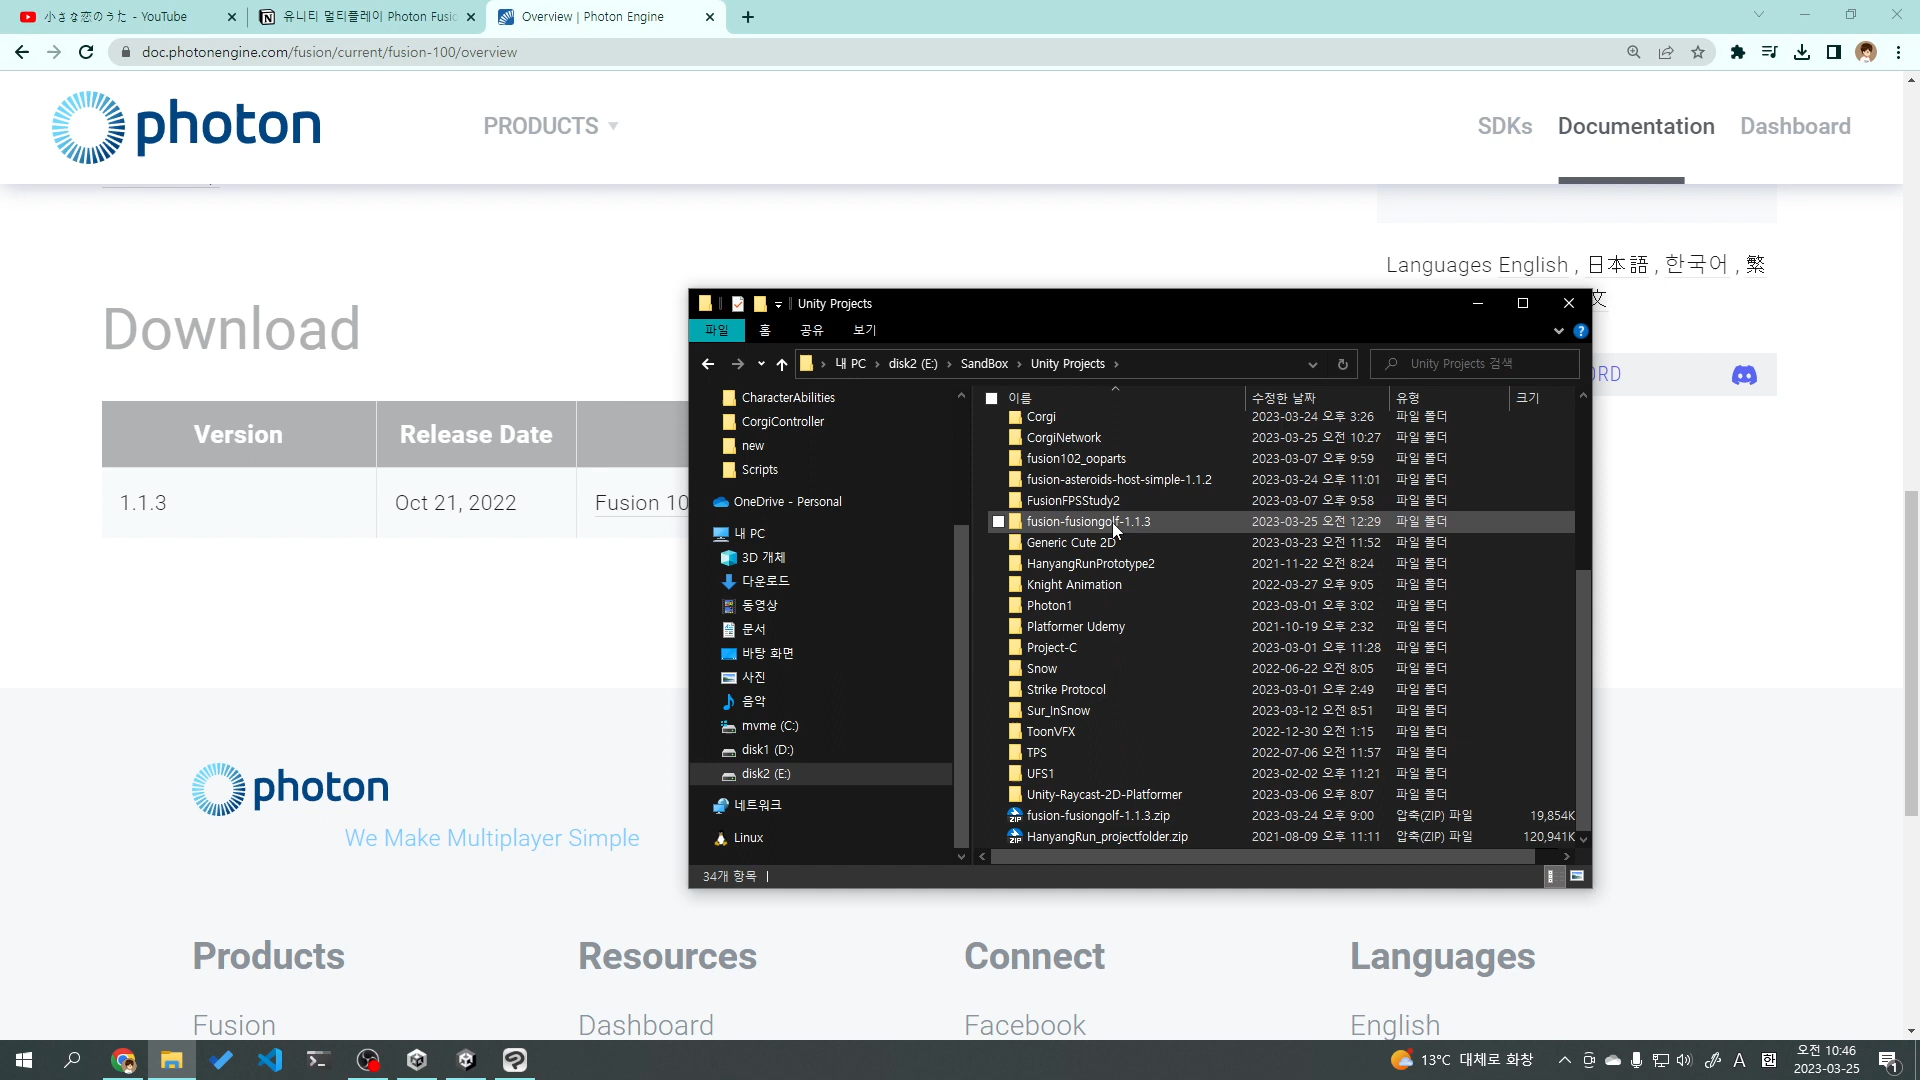 小さな恋のうた - YouTube
유니티 멀티플레이 Photon Fusic
Overview | Photon Engine
doc.photonengine.com/fusion/current/fusion-100/overview
photon
PRODUCTS
SDKs
Documentation
Dashboard
Languages English , 日本語 , 한국어 , 繁
文
Download
Version
Release Date
1.1.3
Oct 21, 2022
Fusion 10
RD
Unity Projects
파일
홈
공유
보기
내 PC > disk2 (E:) > SandBox > Unity Projects >
Unity Projects 검색
CharacterAbilities
CorgiController
new
Scripts
OneDrive - Personal
내 PC
3D 개체
다운로드
동영상
문서
바탕 화면
사진
음악
mvme (C:)
disk1 (D:)
disk2 (E:)
네트워크
Linux
이름
수정한 날짜
유형
크기
Corgi 2023-03-24 오후 3:26 파일 폴더
CorgiNetwork 2023-03-25 오전 10:27 파일 폴더
fusion102_ooparts 2023-03-07 오후 9:59 파일 폴더
fusion-asteroids-host-simple-1.1.2 2023-03-24 오후 11:01 파일 폴더
FusionFPSStudy2 2023-03-07 오후 9:58 파일 폴더
fusion-fusiongolf-1.1.3 2023-03-25 오전 12:29 파일 폴더
Generic Cute 2D 2023-03-23 오전 11:52 파일 폴더
HanyangRunPrototype2 2021-11-22 오전 8:24 파일 폴더
Knight Animation 2022-03-27 오후 9:05 파일 폴더
Photon1 2023-03-01 오후 3:02 파일 폴더
Platformer Udemy 2021-10-19 오후 2:32 파일 폴더
Project-C 2023-03-01 오후 11:28 파일 폴더
Snow 2022-06-22 오전 8:05 파일 폴더
Strike Protocol 2023-03-01 오후 2:49 파일 폴더
Sur_InSnow 2023-03-12 오전 8:51 파일 폴더
ToonVFX 2022-12-30 오전 1:15 파일 폴더
TPS 2022-07-06 오전 11:57 파일 폴더
UFS1 2023-02-02 오후 11:21 파일 폴더
Unity-Raycast-2D-Platformer 2023-03-06 오후 8:07 파일 폴더
fusion-fusiongolf-1.1.3.zip 2023-03-24 오후 9:00 압축(ZIP) 파일 19,854K
HanyangRun_projectfolder.zip 2021-08-09 오후 11:11 압축(ZIP) 파일 120,941K
34개 항목
photon
We Make Multiplayer Simple
Products
Resources
Connect
Languages
Fusion
Dashboard
Facebook
English
13°C 대체로 화창
A
한
오전 10:46
2023-03-25
1